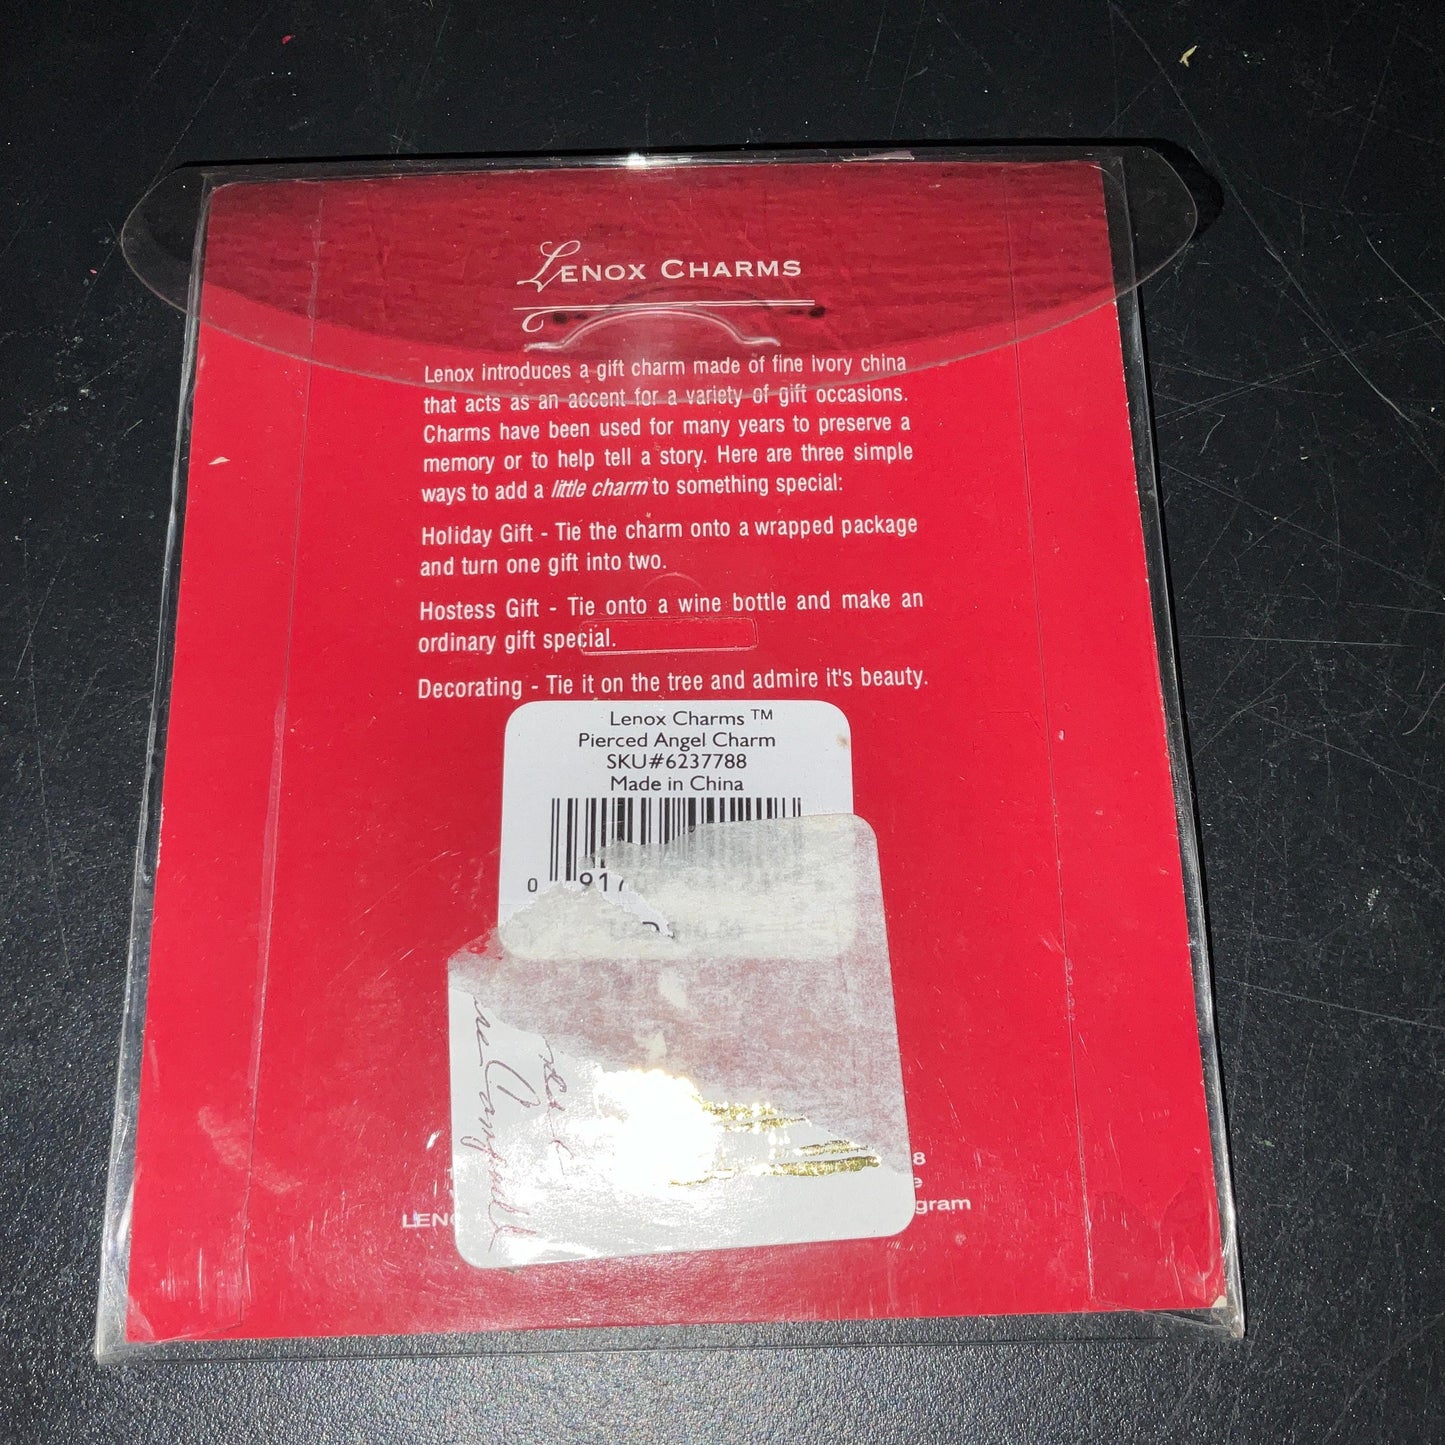 Lenox Charms
Lenox introduces a gift charm made of fine ivory china
that acts as an accent for a variety of gift occasions.
Charms have been used for many years to preserve a
memory or to help tell a story. Here are three simple
ways to add a little charm to something special:
Holiday Gift - Tie the charm onto a wrapped package
and turn one gift into two.
Hostess Gift - Tie onto a wine bottle and make an
ordinary gift special.
Decorating - Tie it on the tree and admire it's beauty.
Lenox Charms ™
Pierced Angel Charm
SKU#6237788
Made in China
0 917